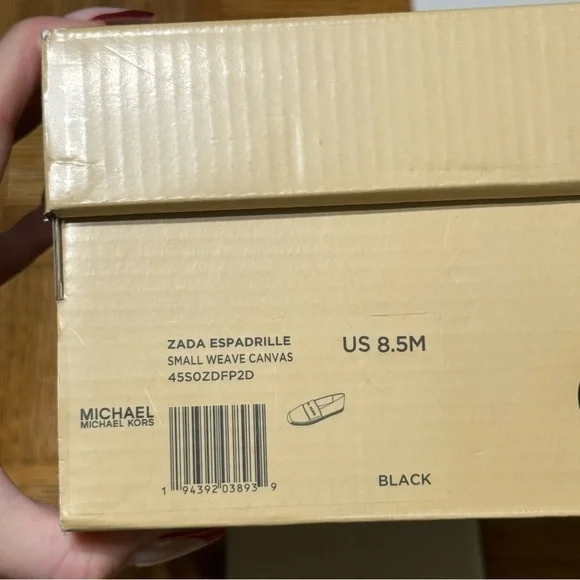 ZADA ESPADRILLE
SMALL WEAVE CANVAS
45S0ZDFP2D
US 8.5M
MICHAEL
MICHAEL KORS
1 94392 03893 9
BLACK